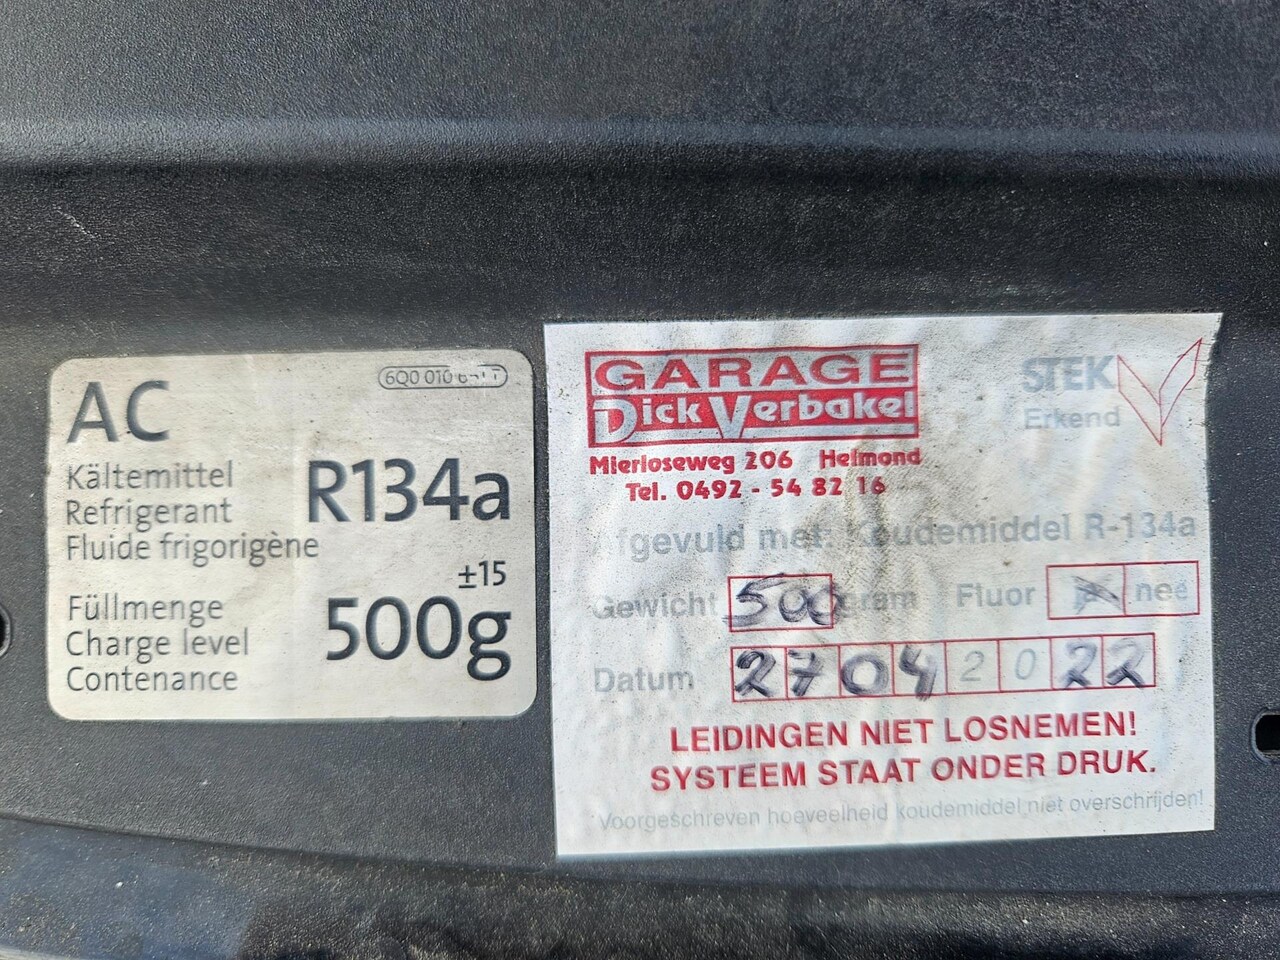 AC
6Q0 010
Kältemittel
Refrigerant
Fluide frigorigène
R134a
±15
Füllmenge
Charge level
Contenance
500g
GARAGE
Dick Verbakel
Mierloseweg 206 Helmond
Tel. 0492 - 54 82 16
STEK
Erkend
Afgevuld met: Koudemiddel R-134a
Gewicht 500 gram Fluor nee
Datum 27 04 2022
LEIDINGEN NIET LOSNEMEN!
SYSTEEM STAAT ONDER DRUK.
Voorgeschreven hoeveelheid koudemiddel niet overschrijden!